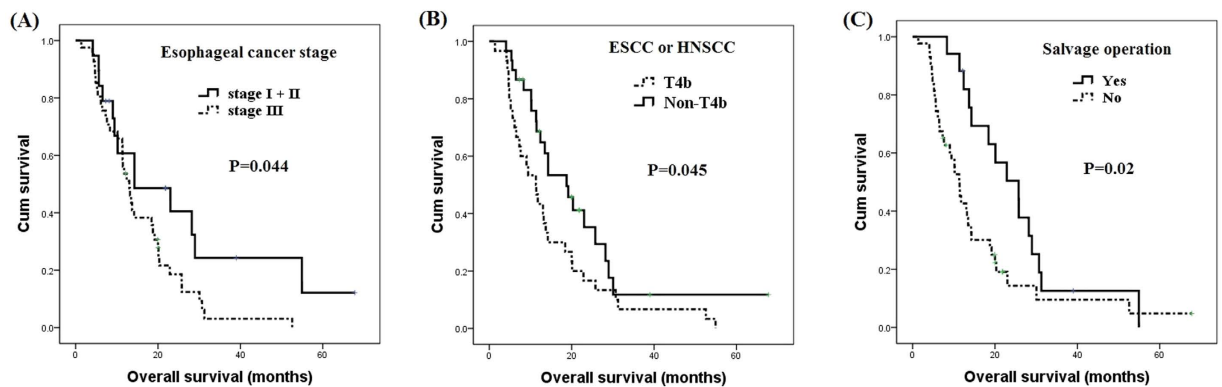 (A)
Esophageal cancer stage
stage I + II
stage III
P=0.044
Cum survival
1.0
0.8
0.6
0.4
0.2
0.0
0
20
40
60
Overall survival (months)
(B)
ESCC or HNSCC
T4b
Non-T4b
P=0.045
Cum survival
1.0
0.8
0.6
0.4
0.2
0.0
0
20
40
60
Overall survival (months)
(C)
Salvage operation
Yes
No
P=0.02
Cum survival
1.0
0.8
0.6
0.4
0.2
0.0
0
20
40
60
Overall survival (months)